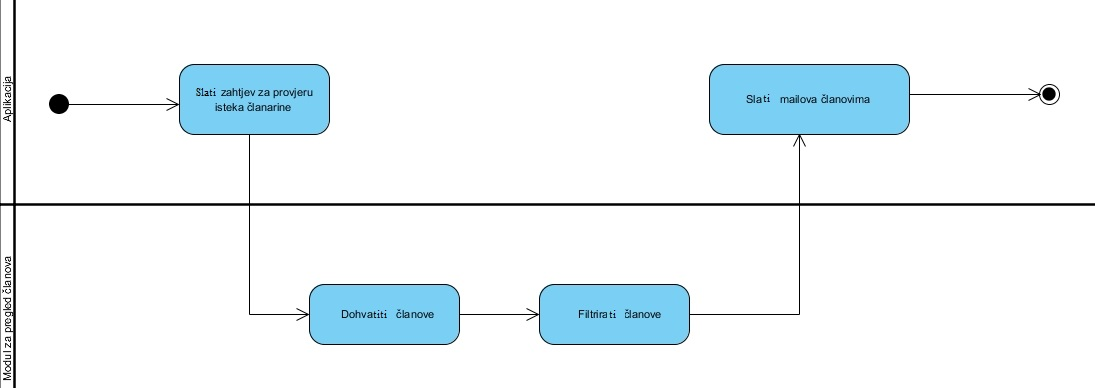 Aplikacija
Slati zahtjev za provjeru
isteka članarine
Slati mailova članovima
Modul za pregled članova
Dohvatiti članove
Filtrirati članove